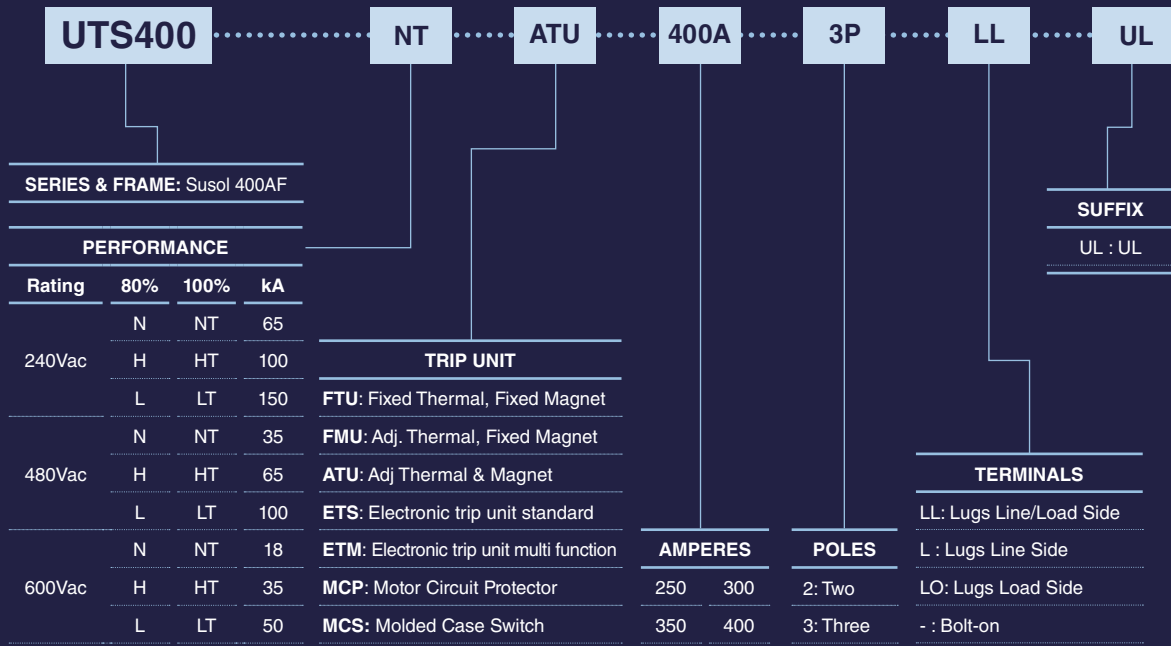 UTS400 NT ATU 400A 3P LL UL
SERIES & FRAME: Susol 400AF
PERFORMANCE
Rating 80% 100% kA
240Vac
N NT 65
H HT 100
L LT 150
480Vac
N NT 35
H HT 65
L LT 100
600Vac
N NT 18
H HT 35
L LT 50
TRIP UNIT
FTU: Fixed Thermal, Fixed Magnet
FMU: Adj. Thermal, Fixed Magnet
ATU: Adj Thermal & Magnet
ETS: Electronic trip unit standard
ETM: Electronic trip unit multi function
MCP: Motor Circuit Protector
MCS: Molded Case Switch
AMPERES
250 300
350 400
POLES
2: Two
3: Three
TERMINALS
LL: Lugs Line/Load Side
L : Lugs Line Side
LO: Lugs Load Side
- : Bolt-on
SUFFIX
UL : UL